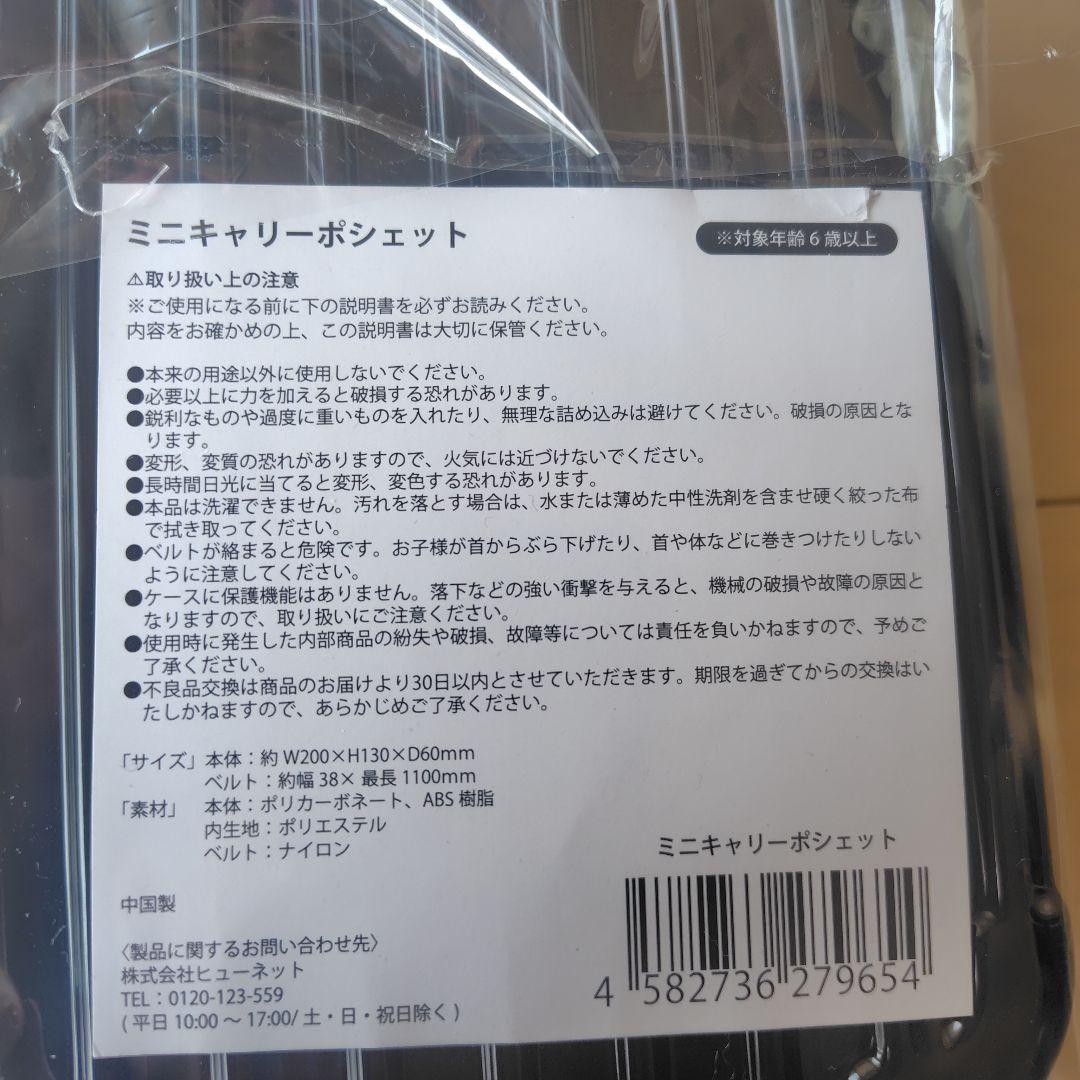 ミニキャリーポシェット
※対象年齢6歳以上
⚠取り扱い上の注意
※ご使用になる前に下の説明書を必ずお読みください。
内容をお確かめの上、この説明書は大切に保管ください。
●本来の用途以外に使用しないでください。
●必要以上に力を加えると破損する恐れがあります。
●鋭利なものや過度に重いものを入れたり、無理な詰め込みは避けてください。破損の原因とな
ります。
●変形、変質の恐れがありますので、火気には近づけないでください。
●長時間日光に当てると変形、変色する恐れがあります。
●本品は洗濯できません。汚れを落とす場合は、水または薄めた中性洗剤を含ませ硬く絞った布
で拭き取ってください。
●ベルトが絡まると危険です。お子様が首からぶら下げたり、首や体などに巻きつけたりしない
ように注意してください。
●ケースに保護機能はありません。落下などの強い衝撃を与えると、機械の破損や故障の原因と
なりますので、取り扱いにご注意ください。
●使用時に発生した内部商品の紛失や破損、故障等については責任を負いかねますので、予めご
了承ください。
●不良品交換は商品のお届けより30日以内とさせていただきます。期限を過ぎてからの交換はい
たしかねますので、あらかじめご了承ください。
「サイズ」本体：約 W200×H130×D60mm
ベルト：約幅 38× 最長 1100mm
「素材」 本体：ポリカーボネート、ABS 樹脂
内生地：ポリエステル
ベルト：ナイロン
中国製
〈製品に関するお問い合わせ先〉
株式会社ヒューネット
TEL：0120-123-559
( 平日 10:00 ～ 17:00/ 土・日・祝日除く )
ミニキャリーポシェット
4 582736 279654